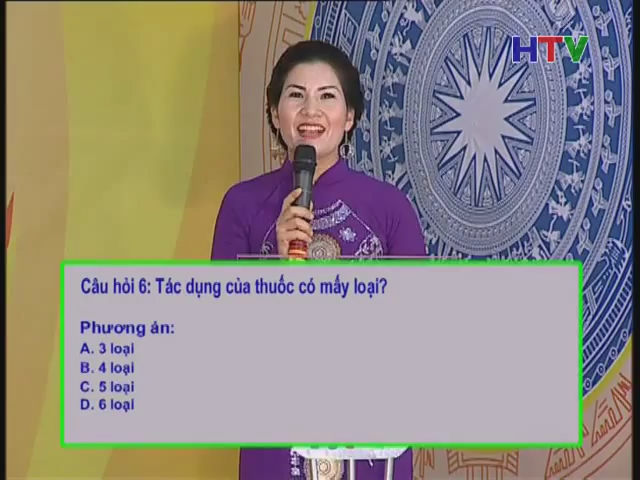 HTV
Câu hỏi 6: Tác dụng của thuốc có mấy loại?
Phương án:
A. 3 loại
B. 4 loại
C. 5 loại
D. 6 loại